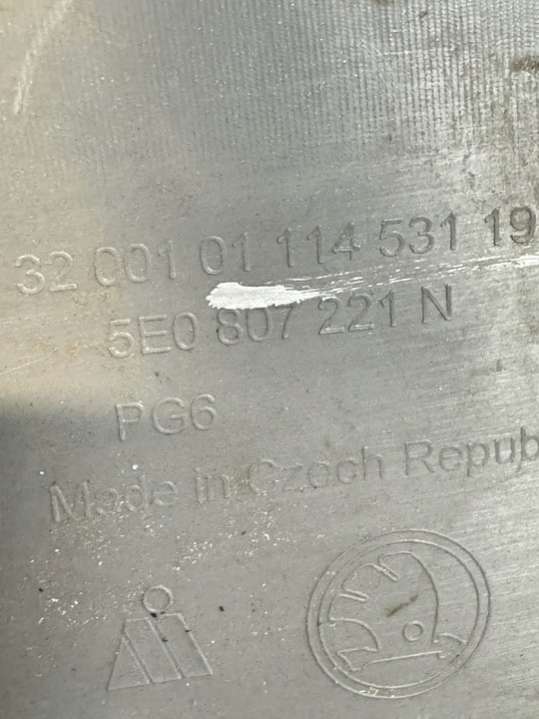 32 001 01 114 531 19
5E0 807 221 N
PG6
Made in Czech Repub